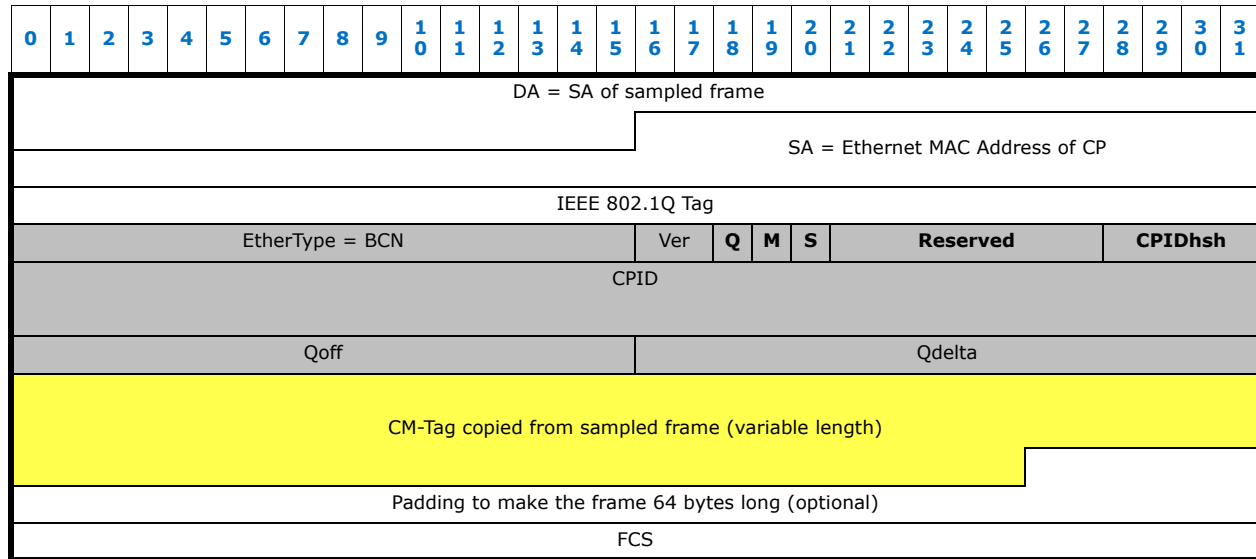 0 1 2 3 4 5 6 7 8 9 10 11 12 13 14 15 16 17 18 19 20 21 22 23 24 25 26 27 28 29 30 31
DA = SA of sampled frame
SA = Ethernet MAC Address of CP
IEEE 802.1Q Tag
EtherType = BCN Ver Q M S Reserved CPIDhsh
CPID
Qoff Qdelta
CM-Tag copied from sampled frame (variable length)
Padding to make the frame 64 bytes long (optional)
FCS